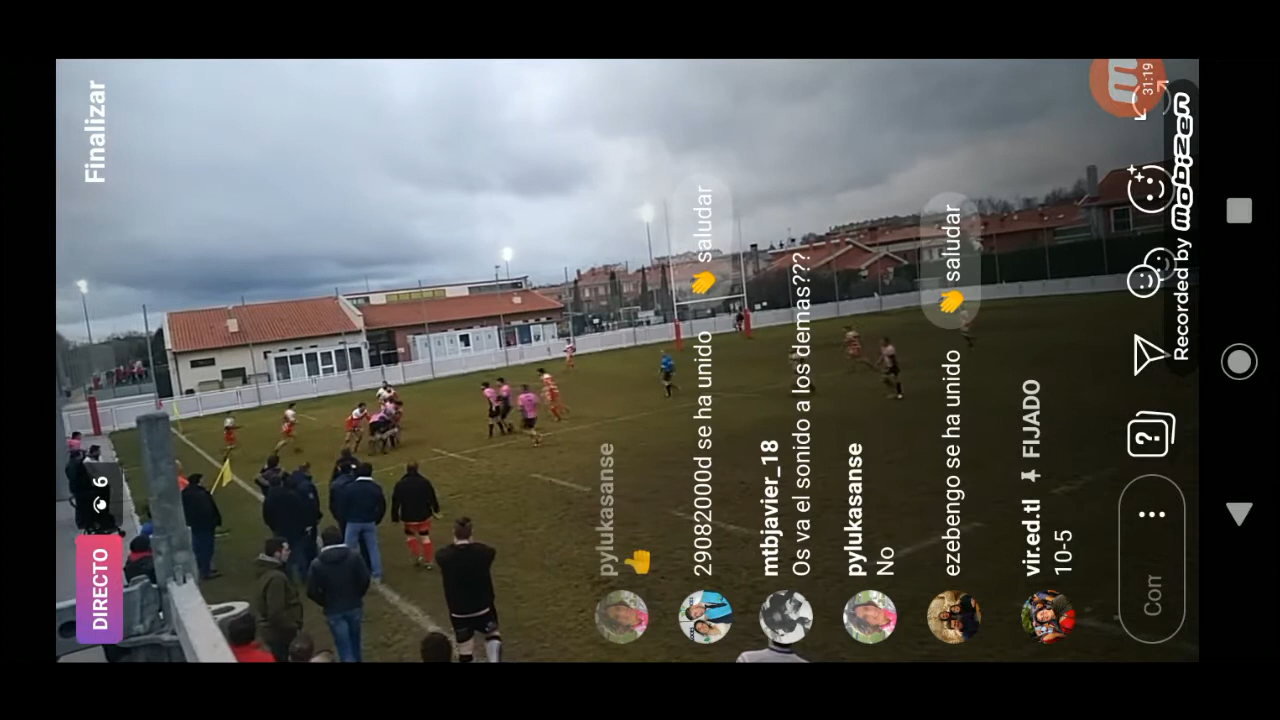 Finalizar
DIRECTO
6
pylukasanse
👍
29082000d se ha unido 👋 saludar
mtbjavier_18
Os va el sonido a los demas???
pylukasanse
No
ezebengo se ha unido 👋 saludar
vir.ed.tl 📌 FIJADO
10-5
Com
31:19
Recorded by mobizen